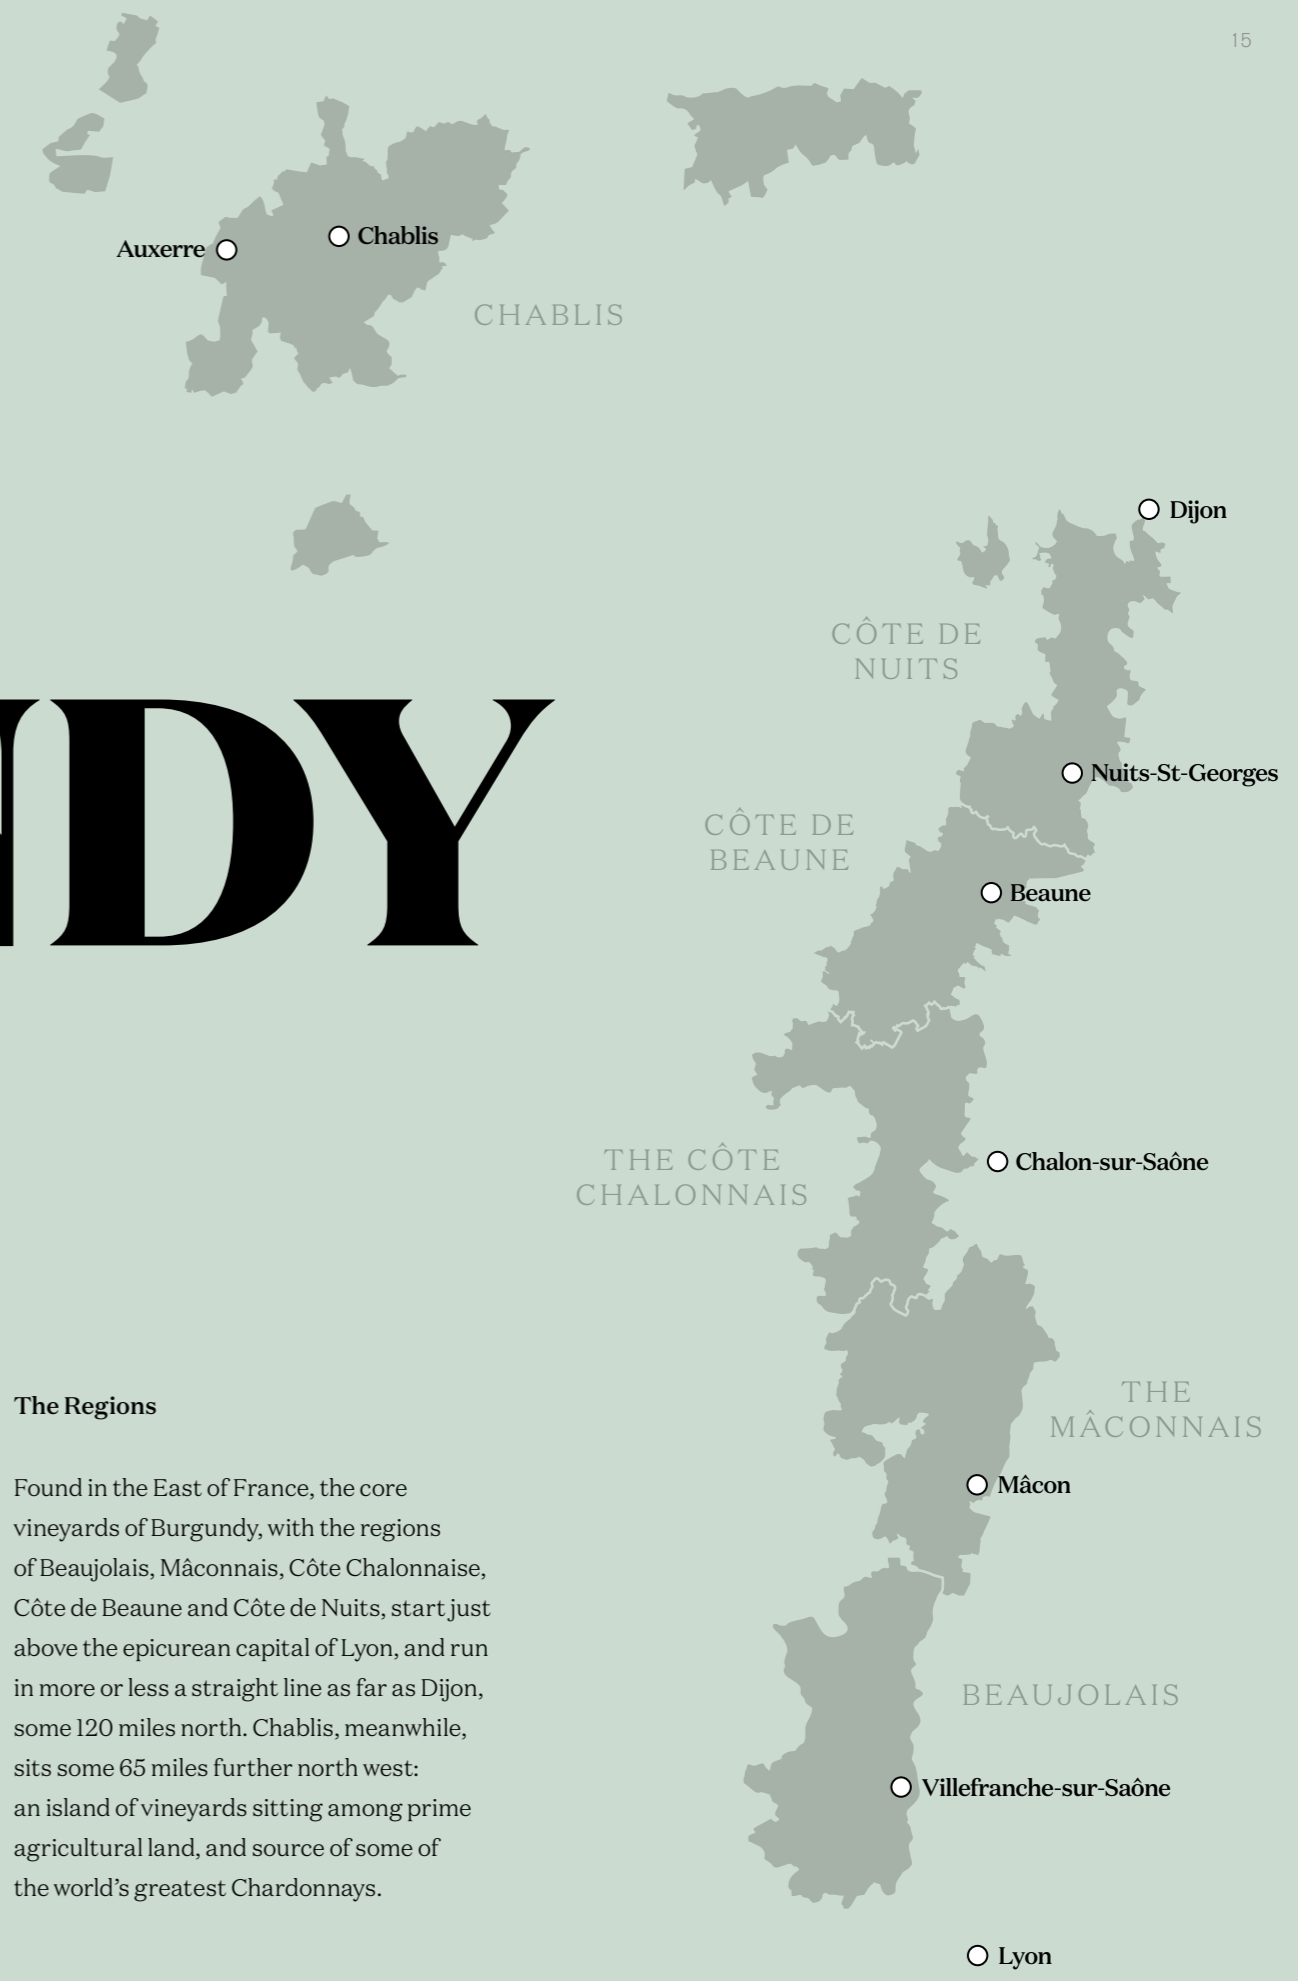 15
Auxerre
Chablis
CHABLIS
Dijon
CÔTE DE
NUITS
NDY
Nuits-St-Georges
CÔTE DE
BEAUNE
Beaune
THE CÔTE
CHALONNAIS
Chalon-sur-Saône
THE
MÂCONNAIS
Mâcon
The Regions
Found in the East of France, the core
vineyards of Burgundy, with the regions
of Beaujolais, Mâconnais, Côte Chalonnaise,
Côte de Beaune and Côte de Nuits, start just
above the epicurean capital of Lyon, and run
in more or less a straight line as far as Dijon,
some 120 miles north. Chablis, meanwhile,
sits some 65 miles further north west:
an island of vineyards sitting among prime
agricultural land, and source of some of
the world’s greatest Chardonnays.
BEAUJOLAIS
Villefranche-sur-Saône
Lyon